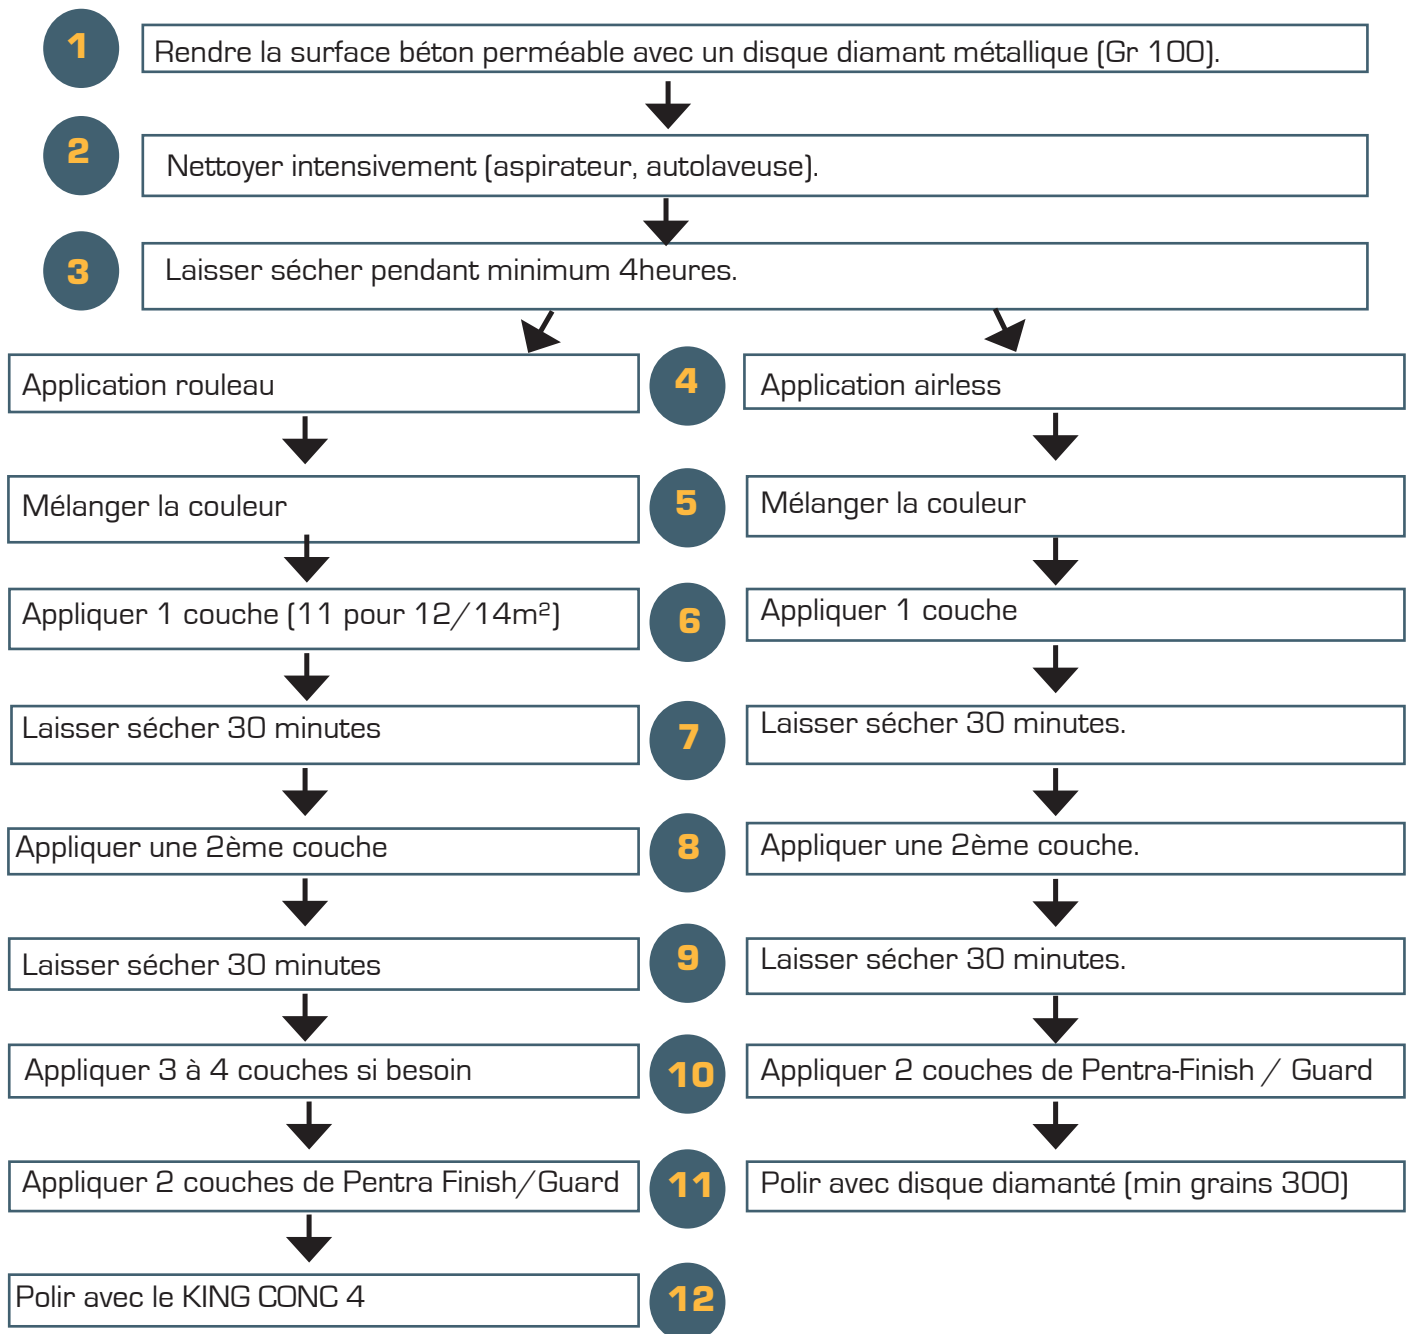 1
Rendre la surface béton perméable avec un disque diamant métallique (Gr 100).
2
Nettoyer intensivement (aspirateur, autolaveuse).
3
Laisser sécher pendant minimum 4heures.
Application rouleau
4
Application airless
Mélanger la couleur
5
Mélanger la couleur
Appliquer 1 couche (11 pour 12/14m²)
6
Appliquer 1 couche
Laisser sécher 30 minutes
7
Laisser sécher 30 minutes.
Appliquer une 2ème couche
8
Appliquer une 2ème couche.
Laisser sécher 30 minutes
9
Laisser sécher 30 minutes.
Appliquer 3 à 4 couches si besoin
10
Appliquer 2 couches de Pentra-Finish / Guard
Appliquer 2 couches de Pentra Finish/Guard
11
Polir avec disque diamanté (min grains 300)
Polir avec le KING CONC 4
12